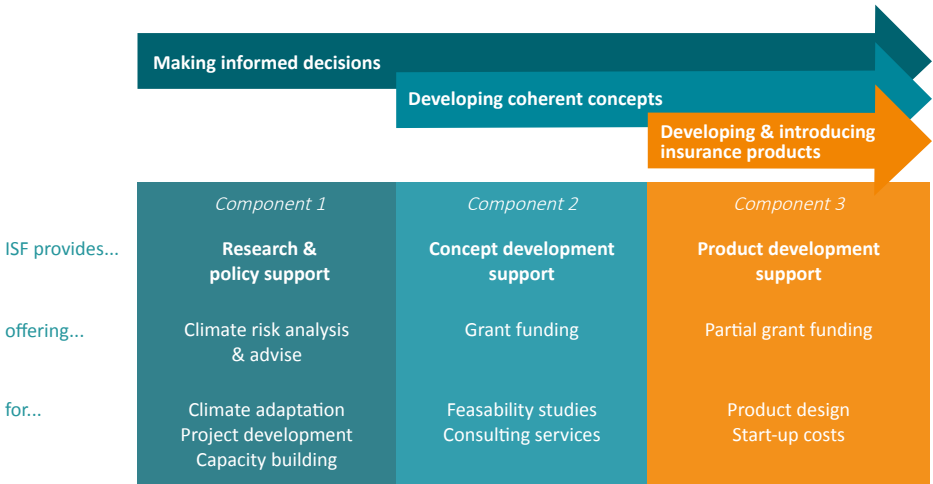 Making informed decisions
Developing coherent concepts
Developing & introducing
insurance products
Component 1
Component 2
Component 3
ISF provides...
Research &
policy support
Concept development
support
Product development
support
offering...
Climate risk analysis
& advise
Grant funding
Partial grant funding
for...
Climate adaptation
Project development
Capacity building
Feasability studies
Consulting services
Product design
Start-up costs